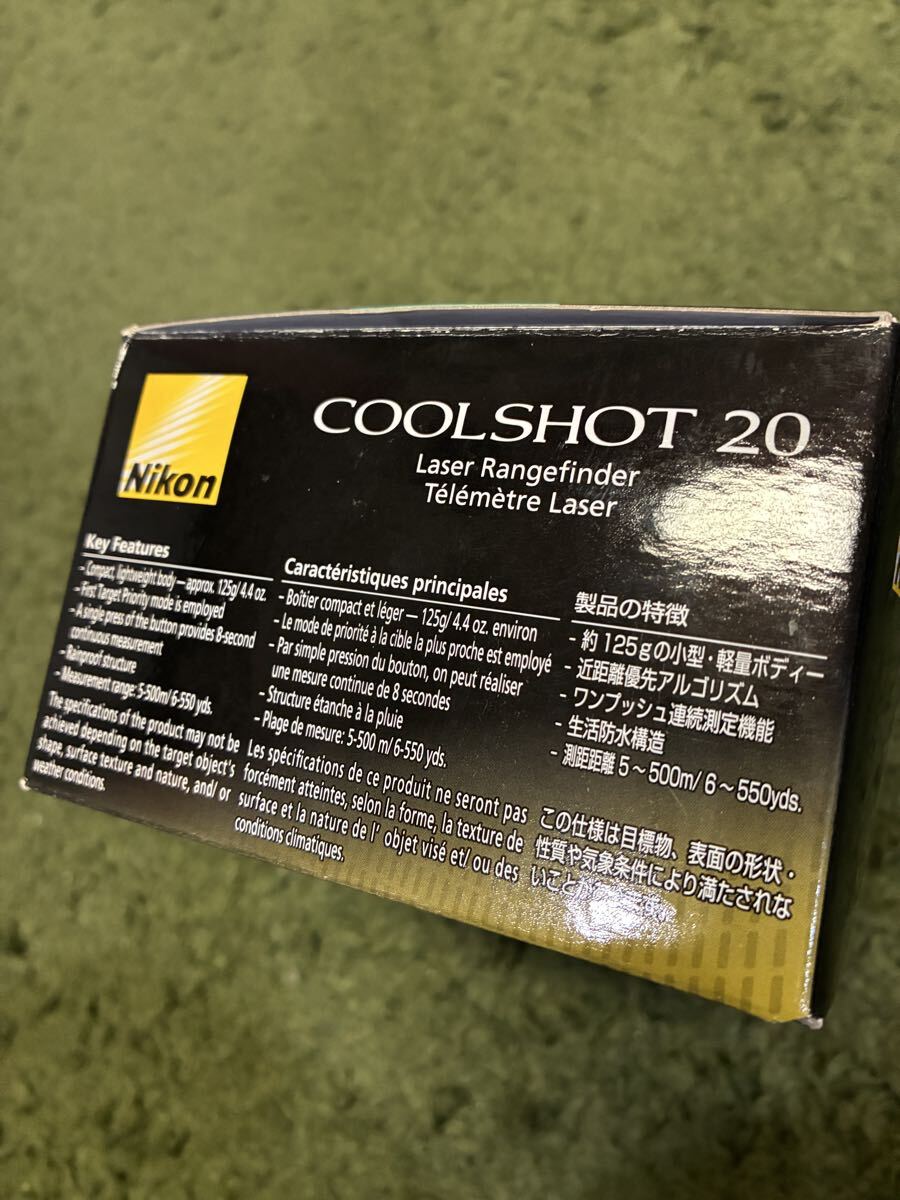 Nikon
COOLSHOT 20
Laser Rangefinder
Télémètre Laser
Key Features
- Compact, lightweight body — approx. 125g/ 4.4 oz.
- First Target Priority mode is employed
- A single press of the button provides 8-second
continuous measurement
- Rainproof structure
- Measurement range: 5-500m/ 6-550 yds.
The specifications of the product may not be
achieved depending on the target object's
shape, surface texture and nature, and/ or
weather conditions.
Caractéristiques principales
- Boîtier compact et léger — 125g/ 4.4 oz. environ
- Le mode de priorité à la cible la plus proche est employé
- Par simple pression du bouton, on peut réaliser
une mesure continue de 8 secondes
- Structure étanche à la pluie
- Plage de mesure: 5-500 m/ 6-550 yds.
Les spécifications de ce produit ne seront pas
forcément atteintes, selon la forme, la texture de
surface et la nature de l' objet visé et/ ou des
conditions climatiques.
製品の特徴
- 約125gの小型・軽量ボディー
- 近距離優先アルゴリズム
- ワンプッシュ連続測定機能
- 生活防水構造
- 測距距離 5～500m/ 6～550yds.
この仕様は目標物、表面の形状・
性質や気象条件により満たされな
いことが